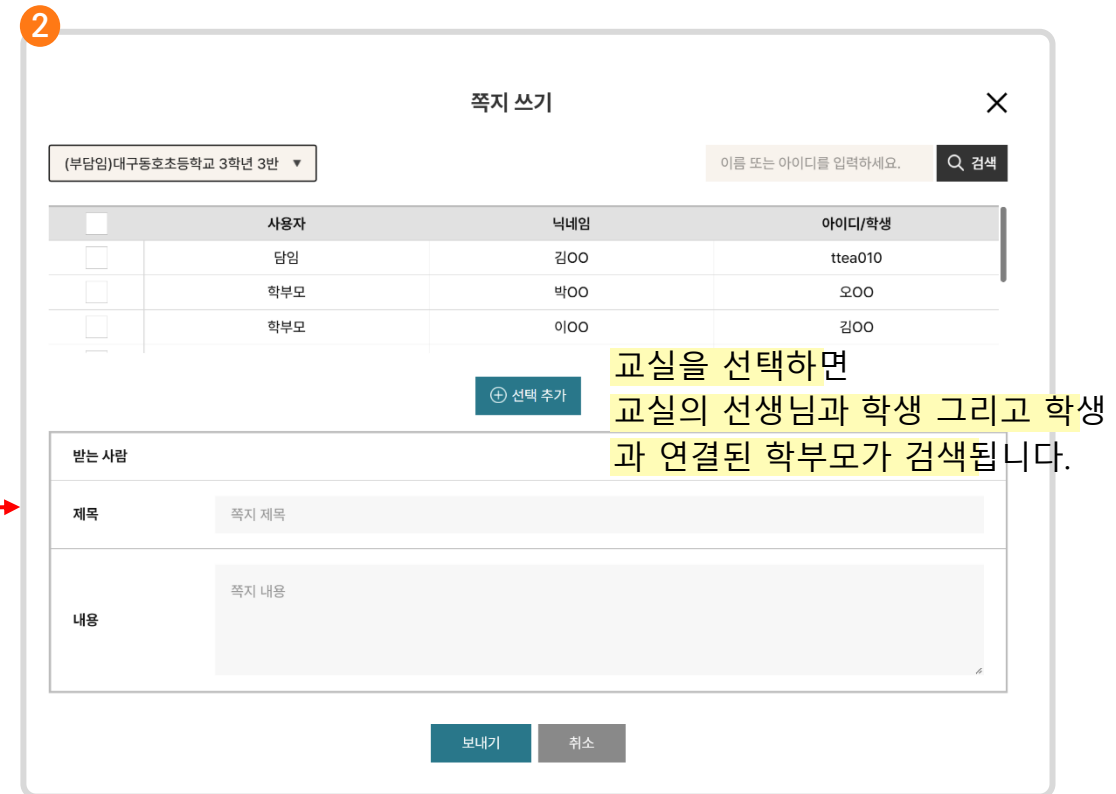 2
쪽지 쓰기
(부담임)대구동호초등학교 3학년 3반 ▼
이름 또는 아이디를 입력하세요.
검색
사용자 닉네임 아이디/학생
담임 김OO ttea010
학부모 박OO 오OO
학부모 이OO 김OO
교실을 선택하면
교실의 선생님과 학생 그리고 학생
과 연결된 학부모가 검색됩니다.
선택 추가
받는 사람
제목 쪽지 제목
내용 쪽지 내용
보내기 취소